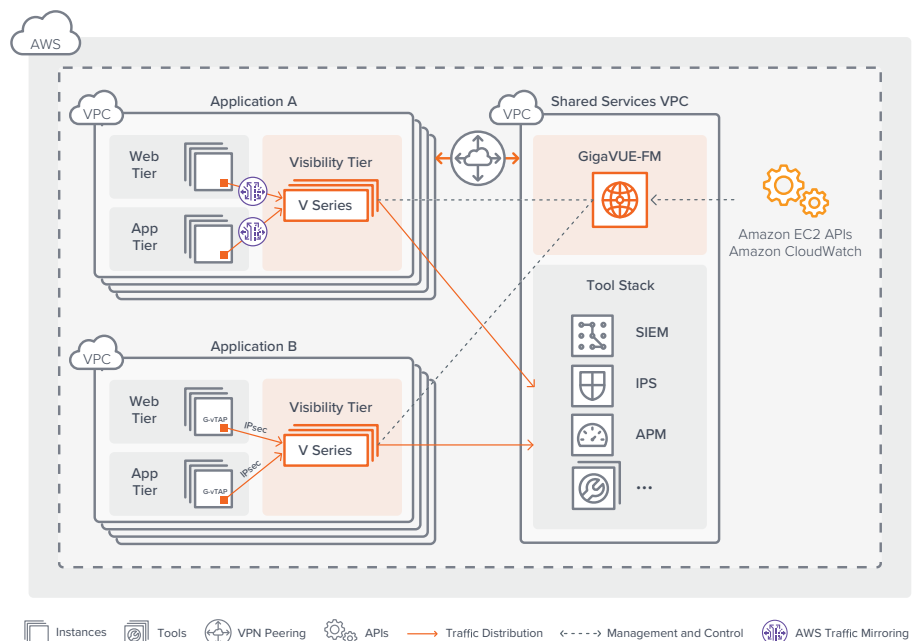 AWS
VPC
Application A
Web
Tier
App
Tier
Visibility Tier
V Series
VPC
Shared Services VPC
GigaVUE-FM
Amazon EC2 APIs
Amazon CloudWatch
Tool Stack
SIEM
IPS
APM
...
VPC
Application B
Web
Tier
G-vTAP
IPsec
App
Tier
G-vTAP
IPsec
Visibility Tier
V Series
Instances
Tools
VPN Peering
APIs
Traffic Distribution
Management and Control
AWS Traffic Mirroring